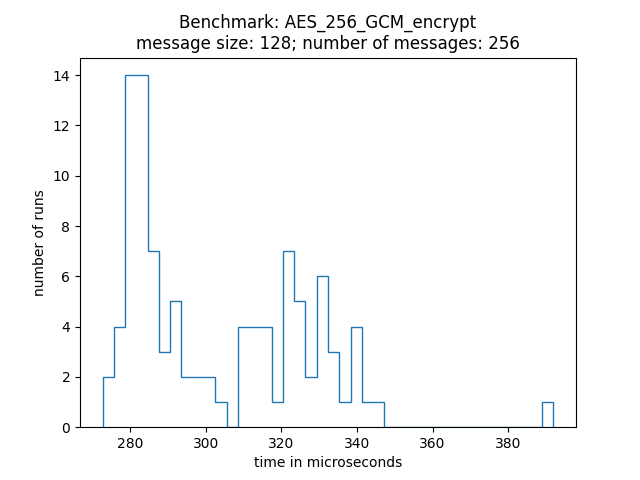 Benchmark: AES_256_GCM_encrypt
message size: 128; number of messages: 256
number of runs
14
12
10
8
6
4
2
0
280 300 320 340 360 380
time in microseconds